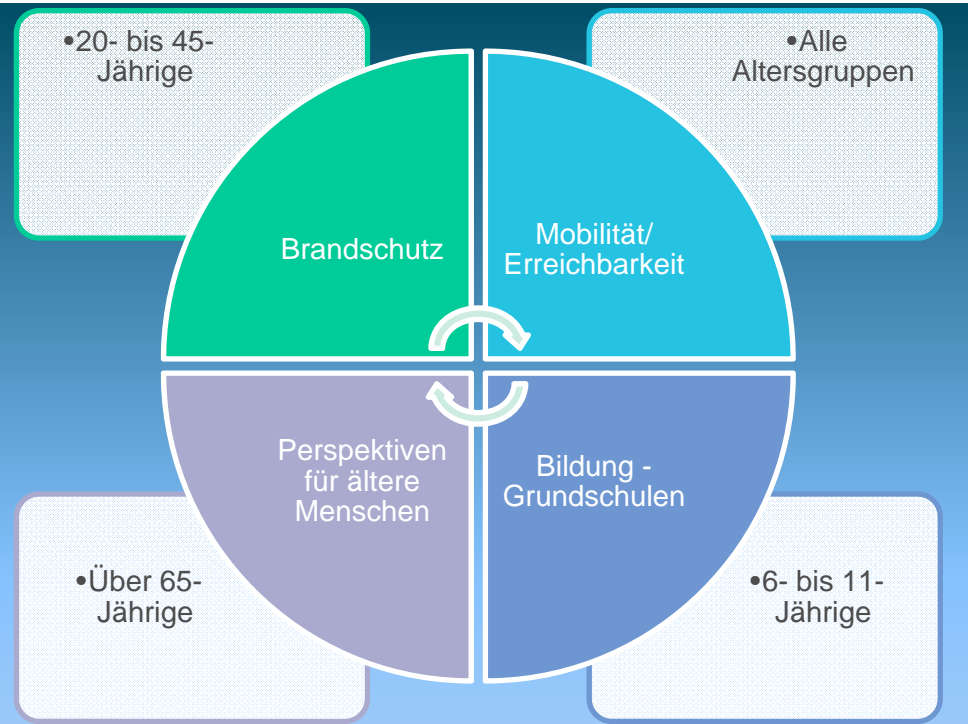 •20- bis 45-
Jährige
•Alle
Altersgruppen
Brandschutz
Mobilität/
Erreichbarkeit
Perspektiven
für ältere
Menschen
Bildung -
Grundschulen
•Über 65-
Jährige
•6- bis 11-
Jährige